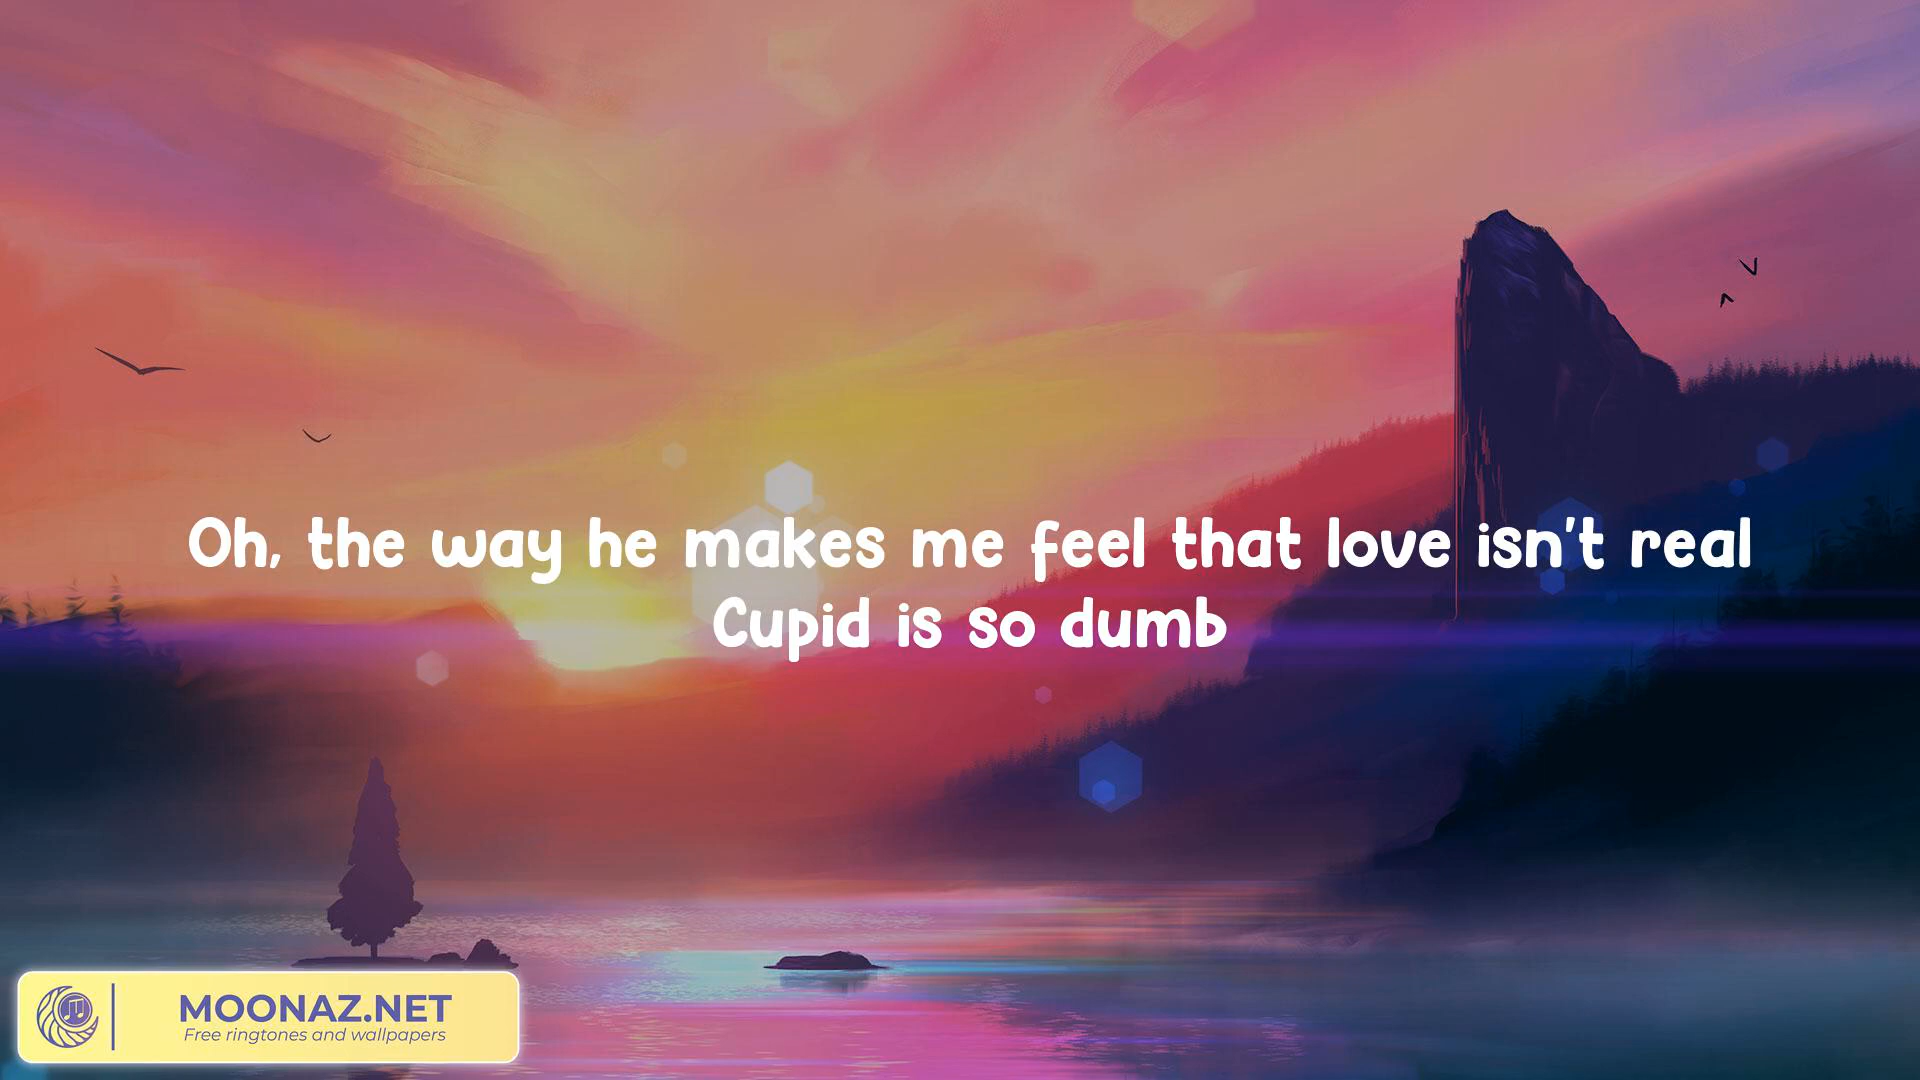 Oh, the way he makes me feel that love isn't real
Cupid is so dumb
MOONAZ.NET
Free ringtones and wallpapers